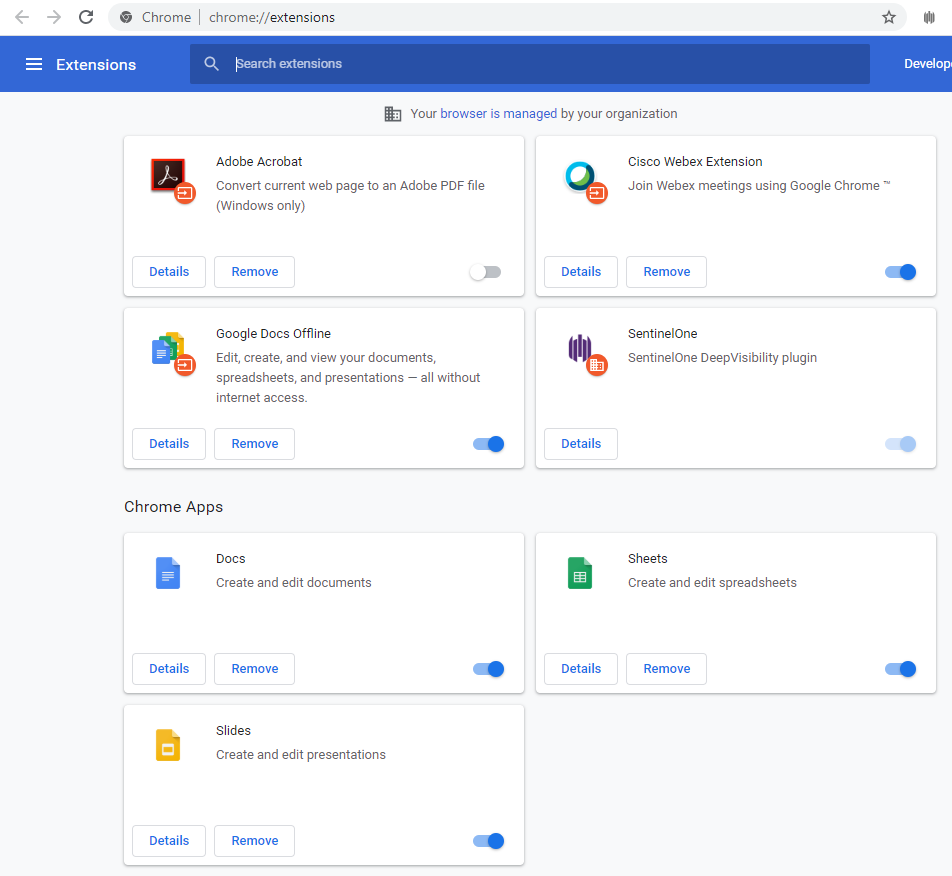 Chrome | chrome://extensions
Extensions
Search extensions
Develope
Your browser is managed by your organization
Adobe Acrobat
Convert current web page to an Adobe PDF file
(Windows only)
Details
Remove
Cisco Webex Extension
Join Webex meetings using Google Chrome ™
Details
Remove
Google Docs Offline
Edit, create, and view your documents,
spreadsheets, and presentations — all without
internet access.
Details
Remove
SentinelOne
SentinelOne DeepVisibility plugin
Details
Chrome Apps
Docs
Create and edit documents
Details
Remove
Sheets
Create and edit spreadsheets
Details
Remove
Slides
Create and edit presentations
Details
Remove